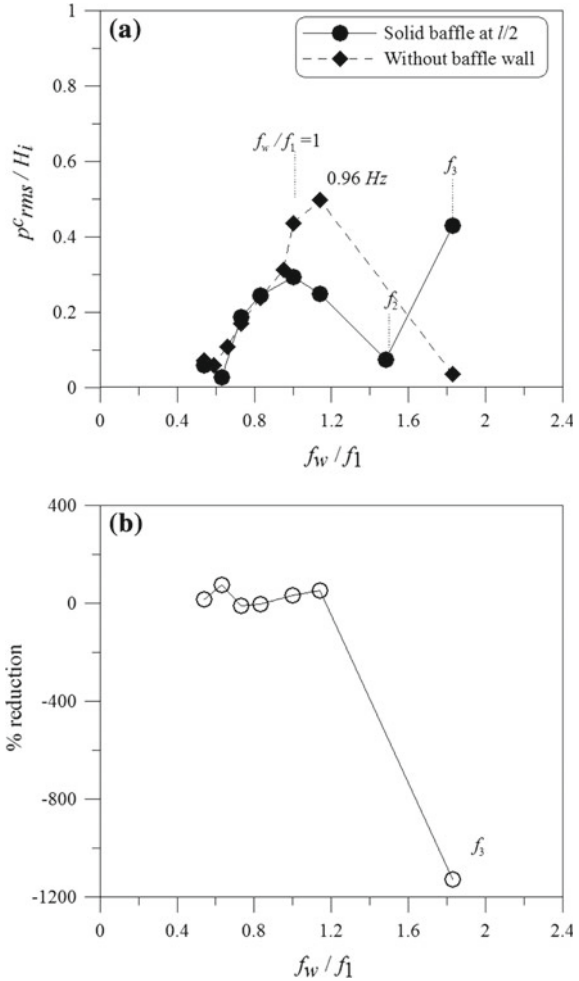 (a)
Solid baffle at l/2
Without baffle wall
f_w / f_1 =1
0.96 Hz
f_3
f_2
p^c_rms / H_i
1
0.8
0.6
0.4
0.2
0
0 0.4 0.8 1.2 1.6 2 2.4
f_w / f_1
(b)
400
0
-400
-800
-1200
% reduction
f_3
0 0.4 0.8 1.2 1.6 2 2.4
f_w / f_1